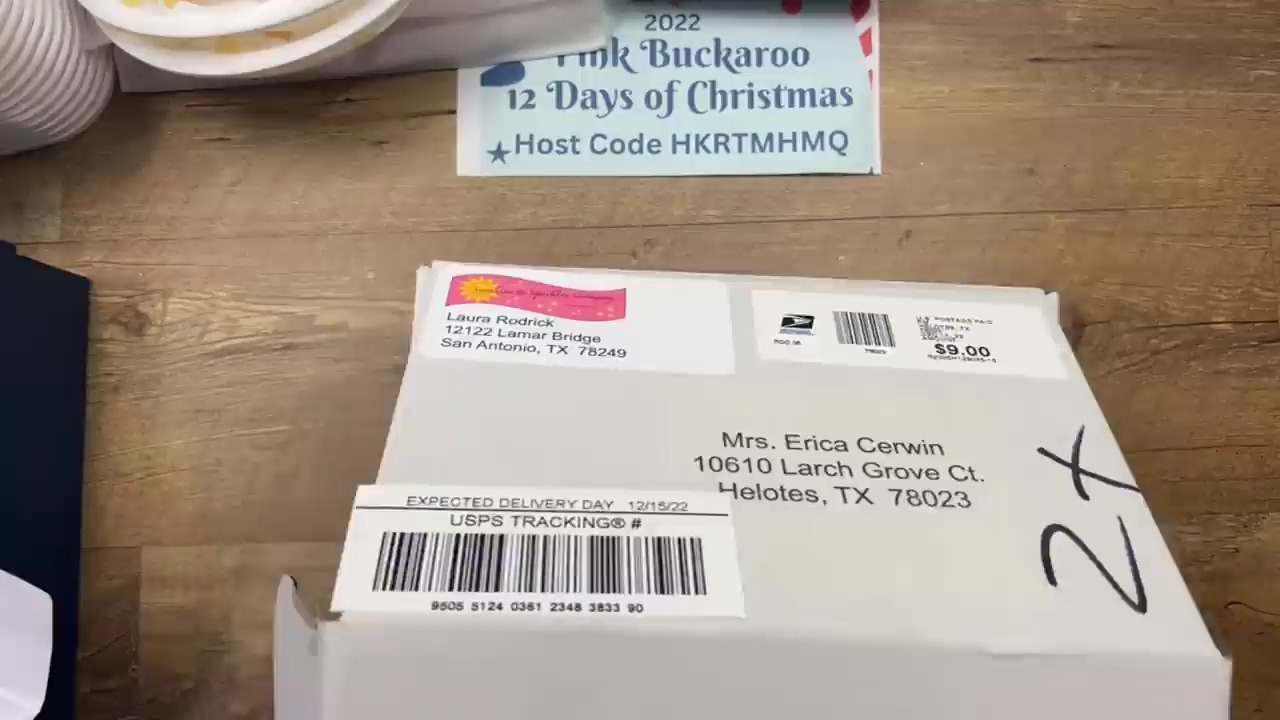 2022
Pink Buckaroo
12 Days of Christmas
Host Code HKRTMHMQ
Laura Rodrick
12122 Lamar Bridge
San Antonio, TX 78249
U.S. POSTAGE PAID
$9.00
Mrs. Erica Cerwin
10610 Larch Grove Ct.
Helotes, TX 78023
2X
EXPECTED DELIVERY DAY 12/15/22
USPS TRACKING® #
9505 5124 0361 2348 3833 90